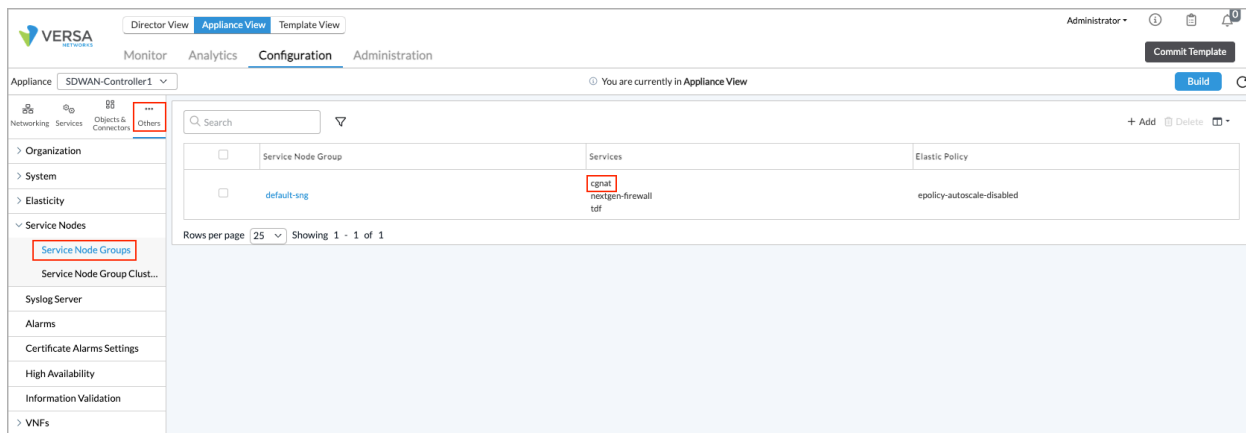 VERSA
NETWORKS
Director View Appliance View Template View
Administrator
0
Monitor Analytics Configuration Administration
Commit Template
Appliance SDWAN-Controller1
You are currently in Appliance View
Build
Networking Services Objects & Connectors Others
Search
+ Add Delete
> Organization
Service Node Group Services Elastic Policy
> System
cgnat
default-sng nextgen-firewall epolicy-autoscale-disabled
tdf
> Elasticity
Service Nodes
Rows per page 25 Showing 1 - 1 of 1
Service Node Groups
Service Node Group Clust...
Syslog Server
Alarms
Certificate Alarms Settings
High Availability
Information Validation
> VNFs